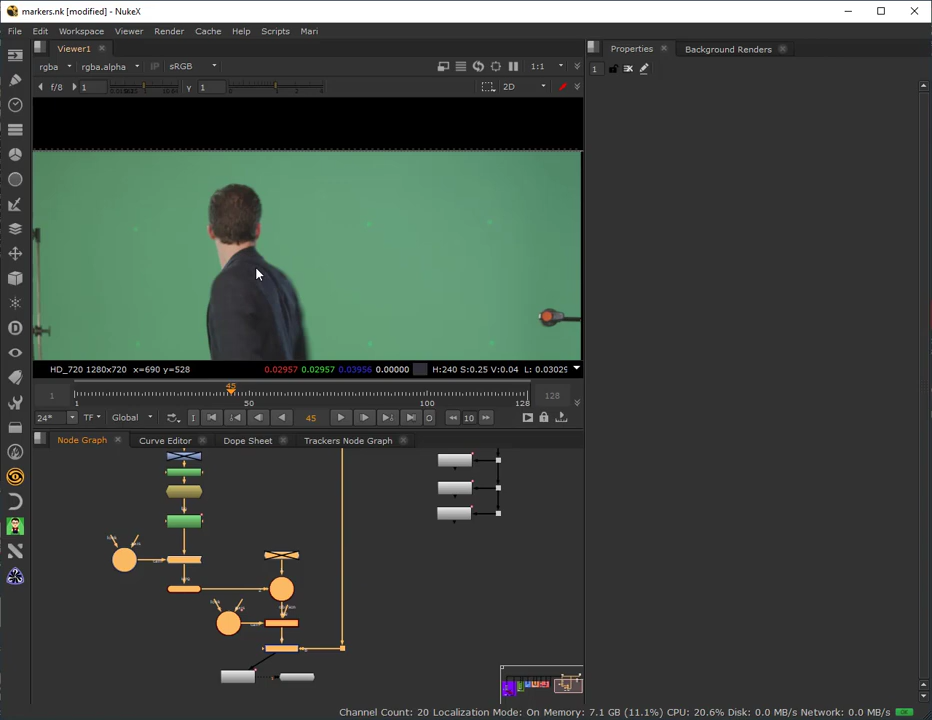 markers.nk [modified] - NukeX
File Edit Workspace Viewer Render Cache Help Scripts Mari
Viewer1
Properties
Background Renders
rgba rgba.alpha IP sRGB 1:1
1
f/8 1 γ 1 2D
HD_720 1280x720 x=690 y=528 0.02957 0.02957 0.03956 0.00000 H:240 S:0.25 V:0.04 L: 0.03029
1 128
1 50 100 128
45
24* TF Global 45 10
Node Graph Curve Editor Dope Sheet Trackers Node Graph
Channel Count: 20 Localization Mode: On Memory: 7.1 GB (11.1%) CPU: 20.6% Disk: 0.0 MB/s Network: 0.0 MB/s